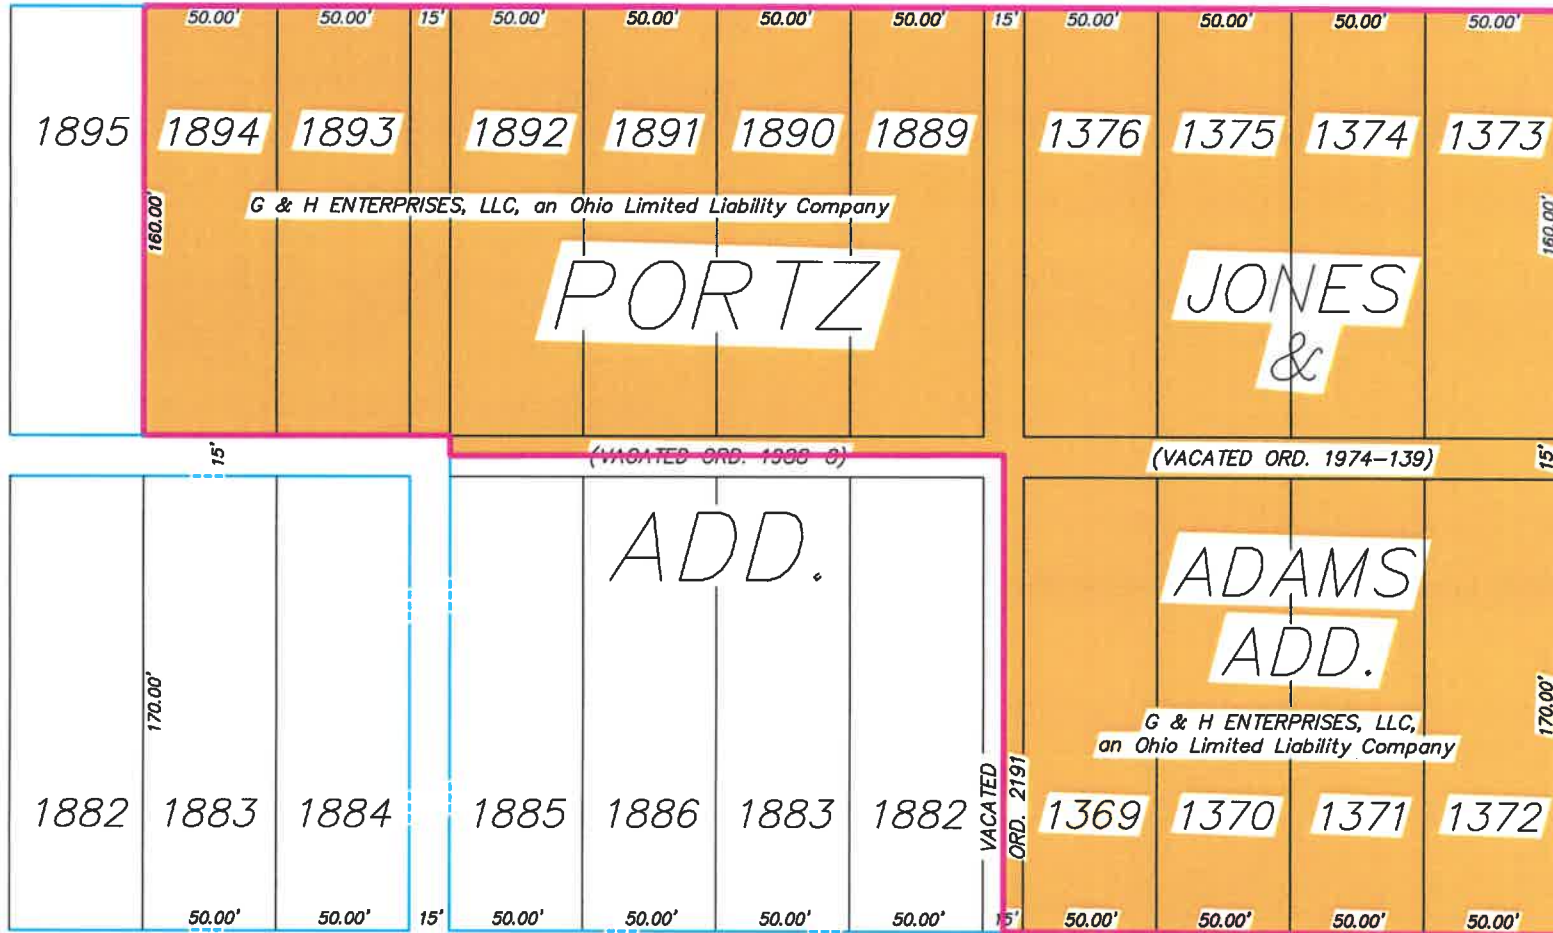 50.00' 50.00' 15' 50.00' 50.00' 50.00' 50.00' 15' 50.00' 50.00' 50.00' 50.00'
1895 1894 1893 1892 1891 1890 1889 1376 1375 1374 1373
160.00' 160.00'
G & H ENTERPRISES, LLC, an Ohio Limited Liability Company
PORTZ
JONES
&
15' (VACATED ORD. (VACATED ORD. 1974-139) 15'
ADD.
ADAMS
ADD.
170.00' 170.00'
G & H ENTERPRISES, LLC,
an Ohio Limited Liability Company
VACATED
ORD. 2191
1882 1883 1884 1885 1886 1883 1882 1369 1370 1371 1372
50.00' 50.00' 15' 50.00' 50.00' 50.00' 50.00' 15' 50.00' 50.00' 50.00' 50.00'